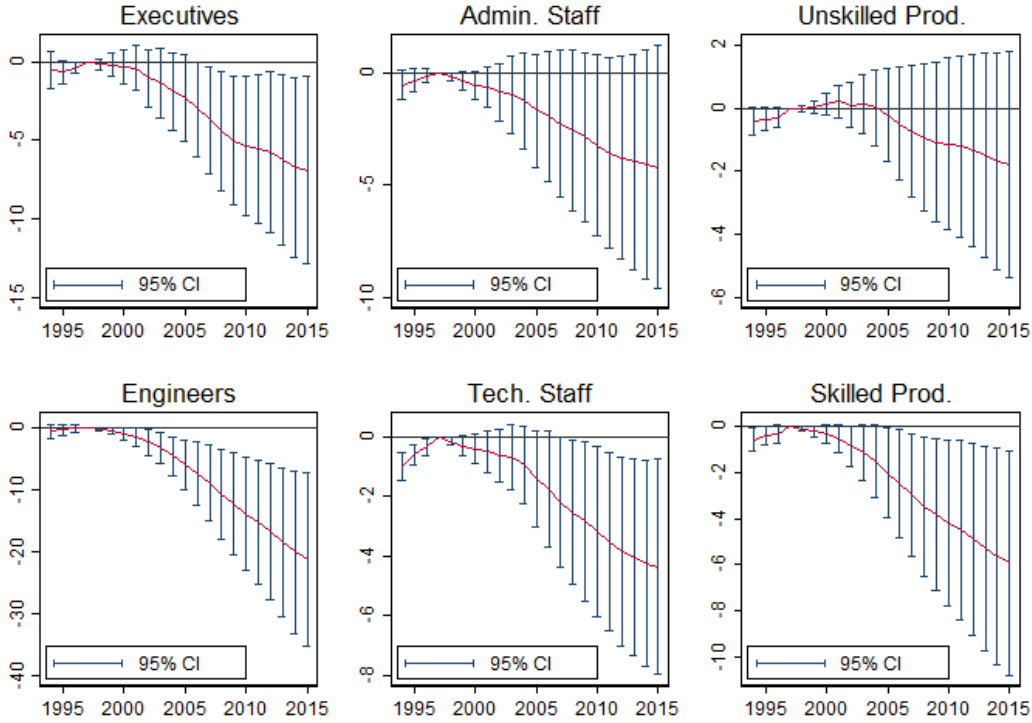 Executives
0
-5
-10
-15
95% CI
1995 2000 2005 2010 2015
Admin. Staff
0
-5
-10
95% CI
1995 2000 2005 2010 2015
Unskilled Prod.
2
0
-2
-4
-6
95% CI
1995 2000 2005 2010 2015
Engineers
0
-10
-20
-30
-40
95% CI
1995 2000 2005 2010 2015
Tech. Staff
0
-2
-4
-6
-8
95% CI
1995 2000 2005 2010 2015
Skilled Prod.
0
-2
-4
-6
-8
-10
95% CI
1995 2000 2005 2010 2015